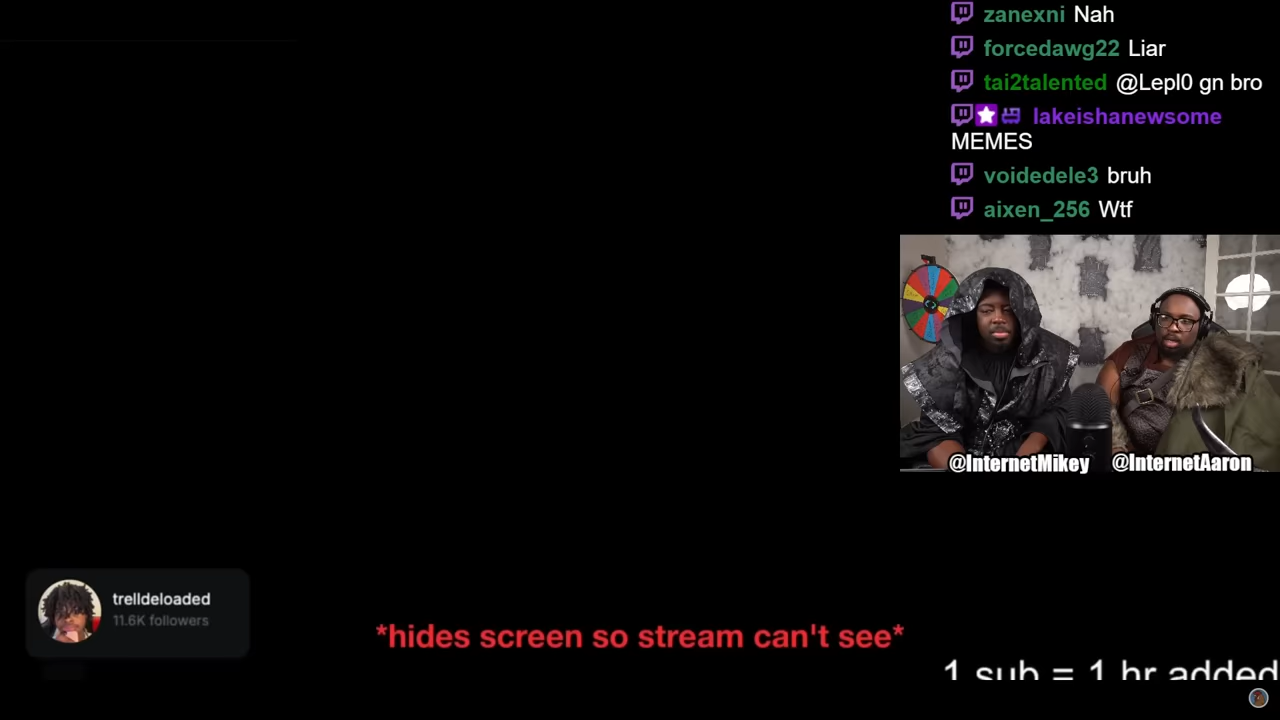 zanexni Nah
forcedawg22 Liar
tai2talented @Lepl0 gn bro
lakeishanewsome
MEMES
voidedele3 bruh
aixen_256 Wtf
@InternetMikey @InternetAaron
trelldeloaded
11.6K followers
*hides screen so stream can't see*
1 sub = 1 hr added